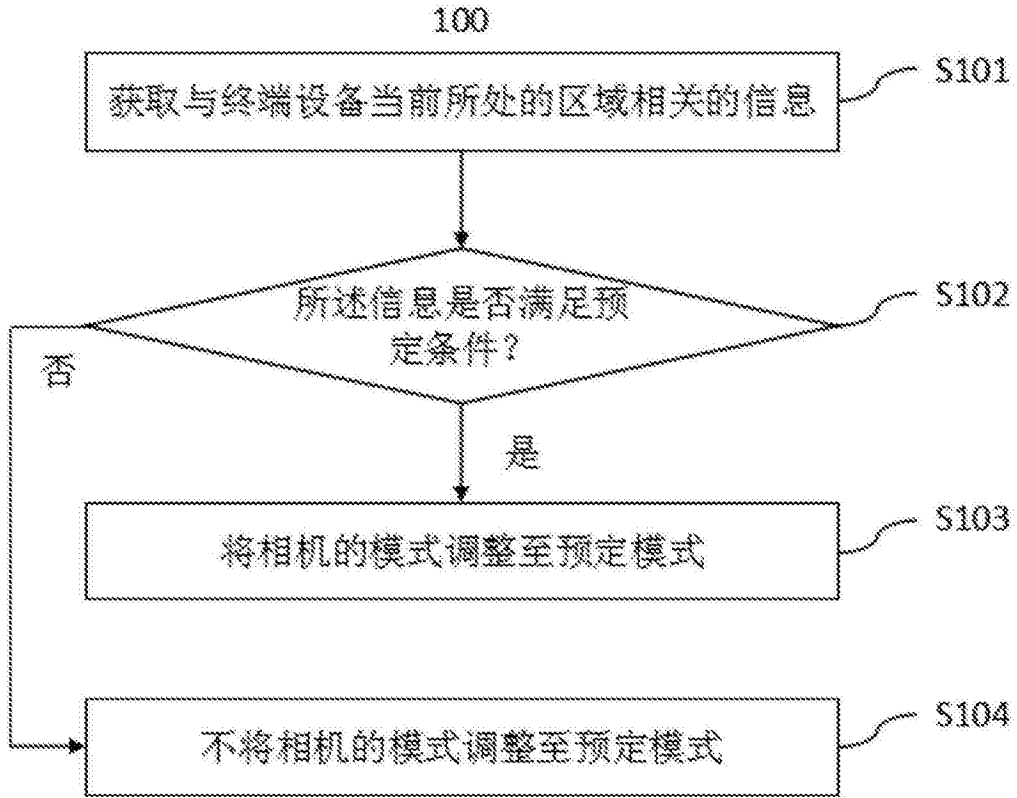 100
获取与终端设备当前所处的区域相关的信息
S101
所述信息是否满足预
定条件？
S102
否
是
将相机的模式调整至预定模式
S103
不将相机的模式调整至预定模式
S104